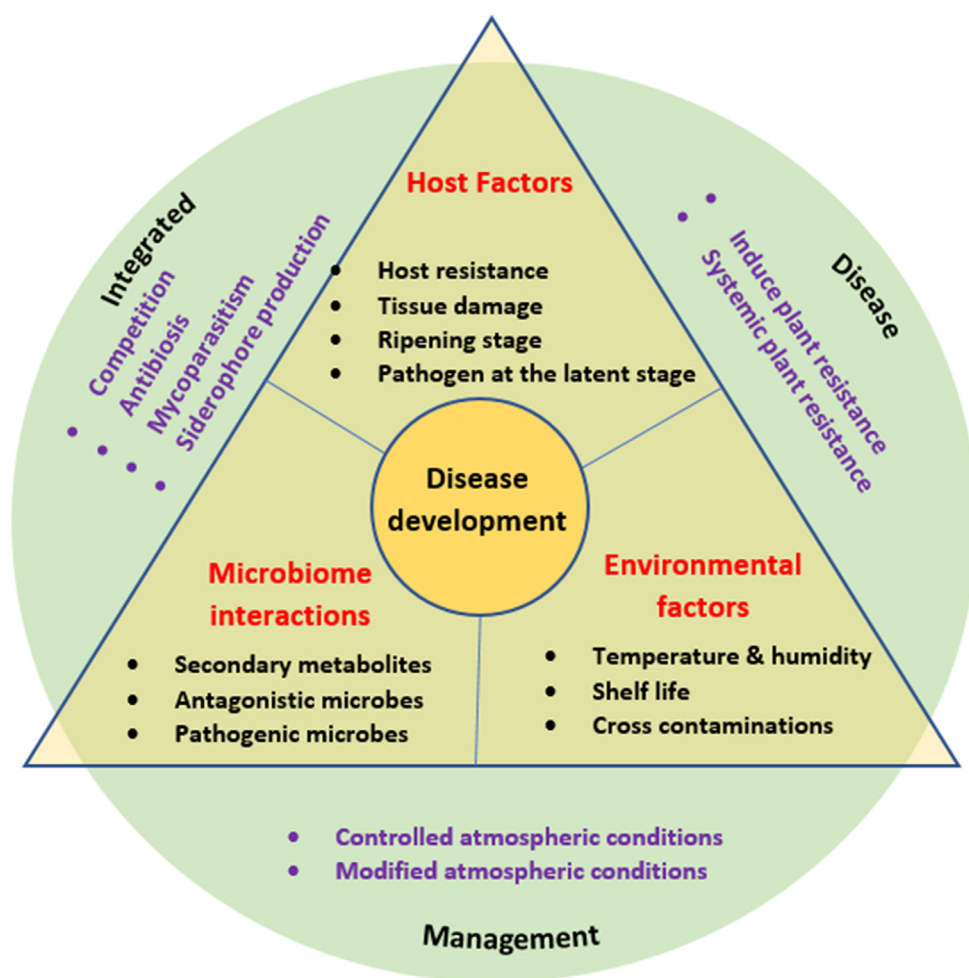 Host Factors
• Host resistance
• Tissue damage
• Ripening stage
• Pathogen at the latent stage
Integrated
• Competition
• Antibiosis
• Mycoparasitism
• Siderophore production
Disease
• Induce plant resistance
• Systemic plant resistance
Disease
development
Microbiome
interactions
• Secondary metabolites
• Antagonistic microbes
• Pathogenic microbes
Environmental
factors
• Temperature & humidity
• Shelf life
• Cross contaminations
• Controlled atmospheric conditions
• Modified atmospheric conditions
Management